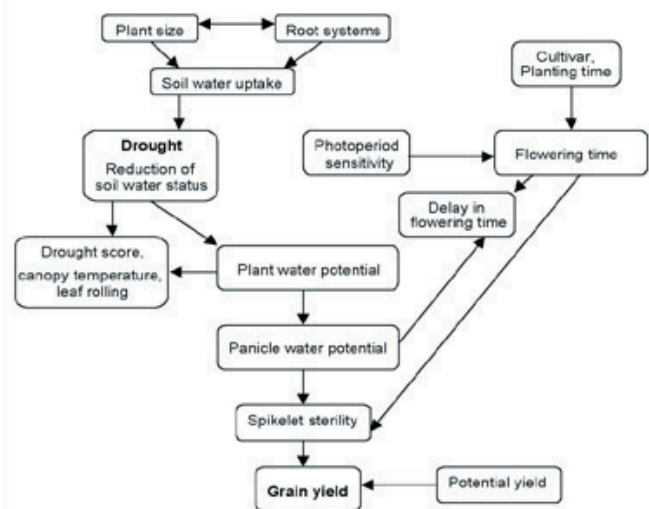 Plant size
Root systems
Soil water uptake
Cultivar,
Planting time
Drought
Reduction of
soil water status
Photoperiod
sensitivity
Flowering time
Delay in
flowering time
Drought score,
canopy temperature,
leaf rolling
Plant water potential
Panicle water potential
Spikelet sterility
Grain yield
Potential yield